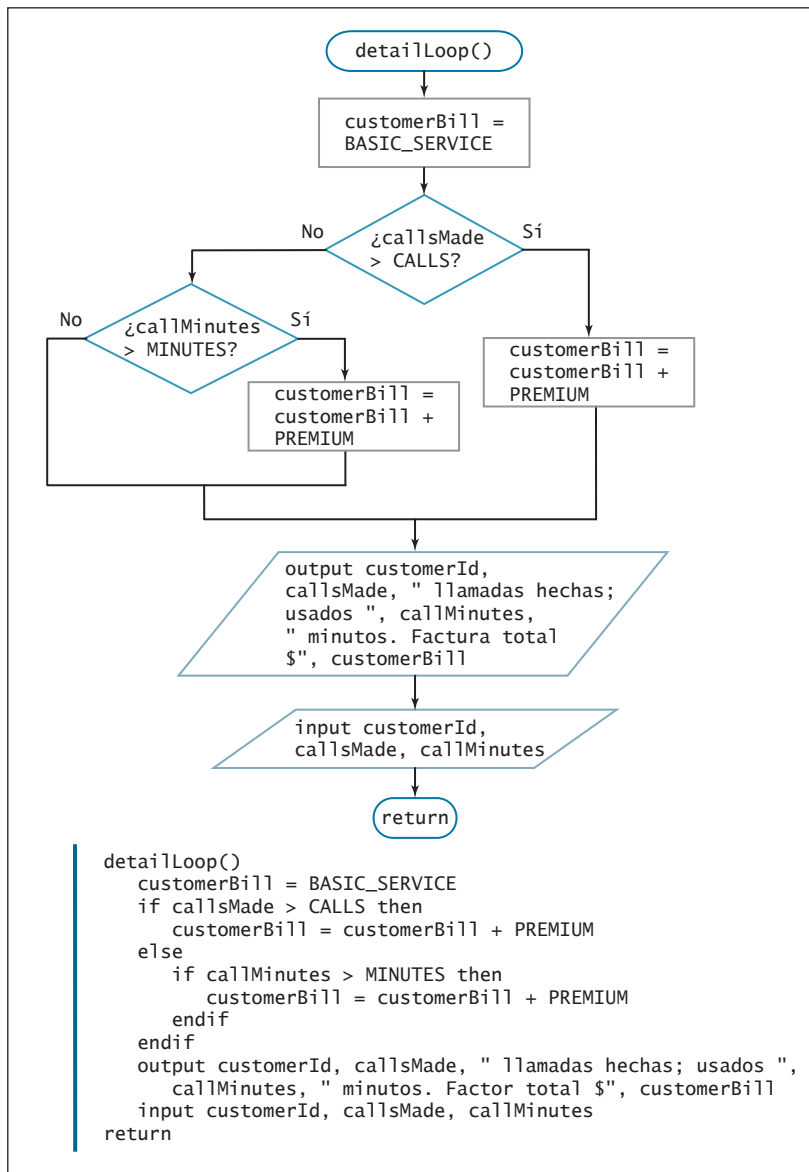 detailLoop()
customerBill =
BASIC_SERVICE
No
¿callsMade
> CALLS?
Sí
No
¿callMinutes
> MINUTES?
Sí
customerBill =
customerBill +
PREMIUM
customerBill =
customerBill +
PREMIUM
output customerId,
callsMade, " llamadas hechas;
usados ", callMinutes,
" minutos. Factura total
$", customerBill
input customerId,
callsMade, callMinutes
return
detailLoop()
customerBill = BASIC_SERVICE
if callsMade > CALLS then
customerBill = customerBill + PREMIUM
else
if callMinutes > MINUTES then
customerBill = customerBill + PREMIUM
endif
endif
output customerId, callsMade, " llamadas hechas; usados ",
callMinutes, " minutos. Factor total $", customerBill
input customerId, callsMade, callMinutes
return